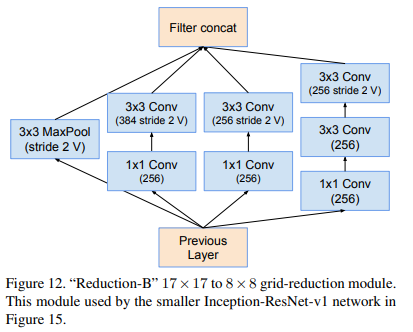 Filter concat
3x3 Conv
(256 stride 2 V)
3x3 Conv
(384 stride 2 V)
3x3 Conv
(256 stride 2 V)
3x3 MaxPool
(stride 2 V)
3x3 Conv
(256)
1x1 Conv
(256)
1x1 Conv
(256)
1x1 Conv
(256)
Previous
Layer
Figure 12. “Reduction-B” 17 × 17 to 8 × 8 grid-reduction module.
This module used by the smaller Inception-ResNet-v1 network in
Figure 15.